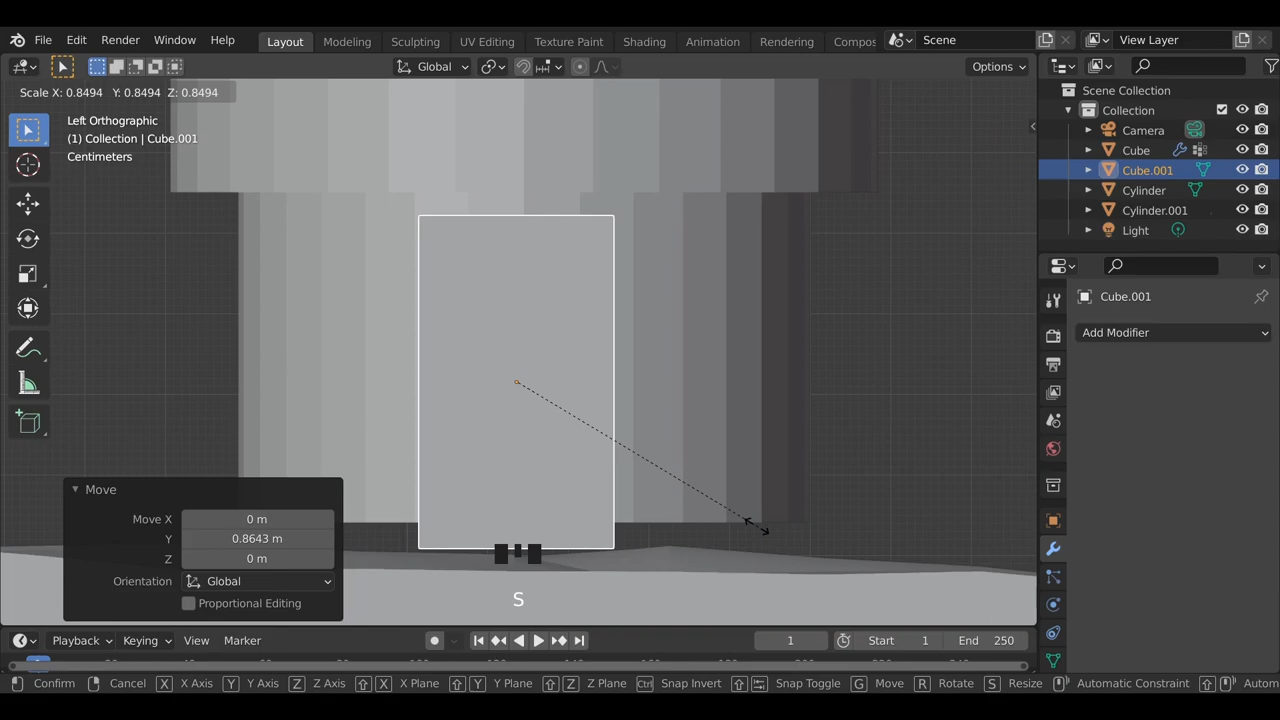 File Edit Render Window Help Layout Modeling Sculpting UV Editing Texture Paint Shading Animation Rendering Compos Scene View Layer
Global Options
Scale X: 0.8494 Y: 0.8494 Z: 0.8494
Left Orthographic
(1) Collection | Cube.001
Centimeters
Scene Collection
Collection
Camera
Cube
Cube.001
Cylinder
Cylinder.001
Light
Cube.001
Add Modifier
Move
Move X 0 m
Y 0.8643 m
Z 0 m
Orientation Global
Proportional Editing
S
Playback Keying View Marker 1 Start 1 End 250
Confirm Cancel X X Axis Y Y Axis Z Z Axis X X Plane Y Y Plane Z Z Plane Ctrl Snap Invert Snap Toggle G Move R Rotate S Resize Automatic Constraint Autom